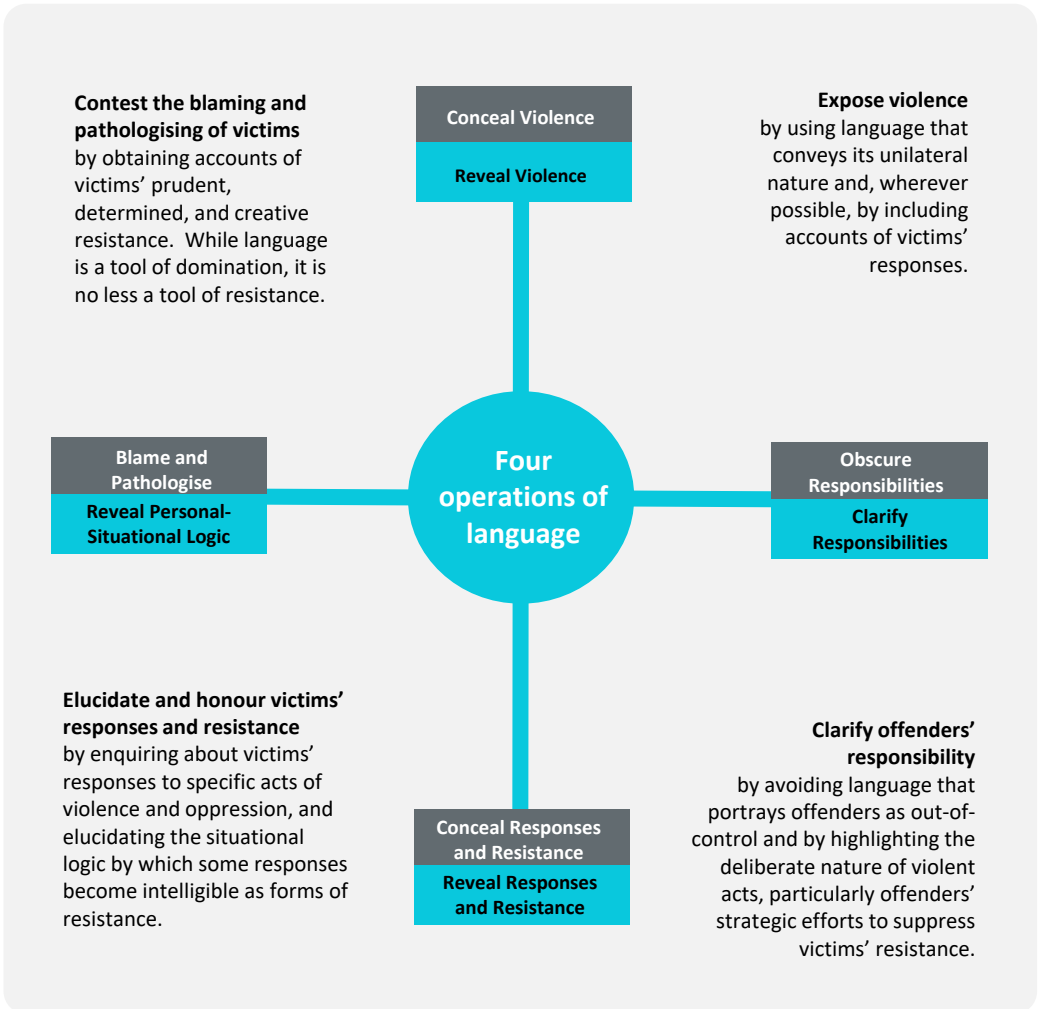 Contest the blaming and
pathologising of victims
by obtaining accounts of
victims’ prudent,
determined, and creative
resistance.  While language
is a tool of domination, it is
no less a tool of resistance.
Conceal Violence
Reveal Violence
Expose violence
by using language that
conveys its unilateral
nature and, wherever
possible, by including
accounts of victims’
responses.
Blame and
Pathologise
Reveal Personal-
Situational Logic
Four
operations of
language
Obscure
Responsibilities
Clarify
Responsibilities
Elucidate and honour victims’
responses and resistance
by enquiring about victims’
responses to specific acts of
violence and oppression, and
elucidating the situational
logic by which some responses
become intelligible as forms of
resistance.
Conceal Responses
and Resistance
Reveal Responses
and Resistance
Clarify offenders’
responsibility
by avoiding language that
portrays offenders as out-of-
control and by highlighting the
deliberate nature of violent
acts, particularly offenders’
strategic efforts to suppress
victims’ resistance.